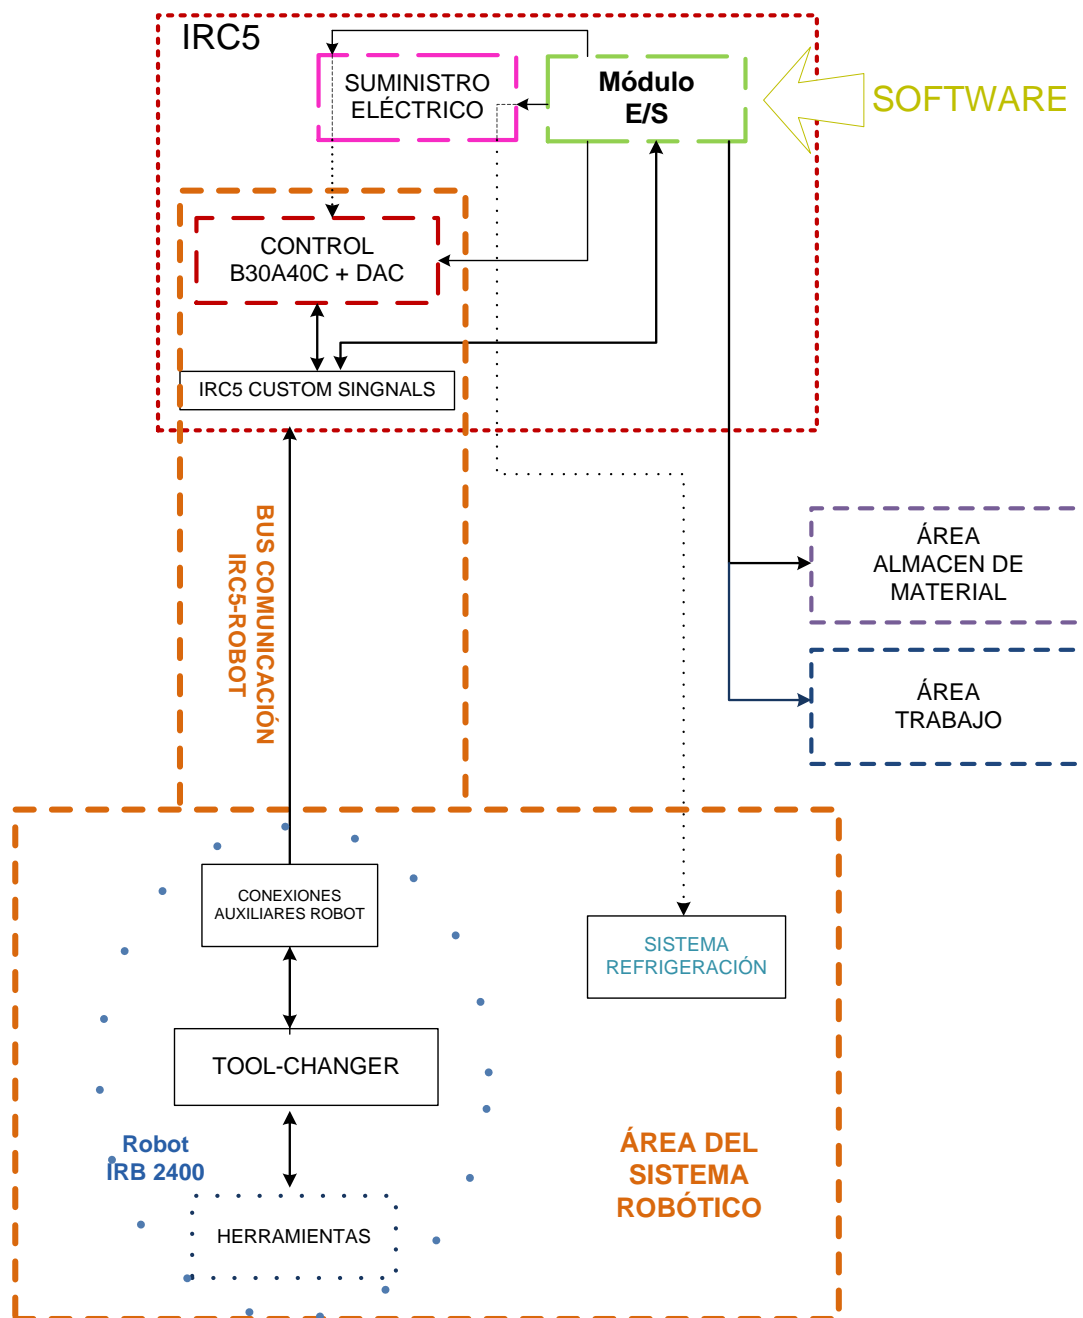 IRC5
SUMINISTRO
ELÉCTRICO
Módulo
E/S
SOFTWARE
CONTROL
B30A40C + DAC
IRC5 CUSTOM SINGNALS
BUS COMUNICACIÓN
IRC5-ROBOT
ÁREA
ALMACEN DE
MATERIAL
ÁREA
TRABAJO
CONEXIONES
AUXILIARES ROBOT
SISTEMA
REFRIGERACIÓN
TOOL-CHANGER
Robot
IRB 2400
ÁREA DEL
SISTEMA
ROBÓTICO
HERRAMIENTAS